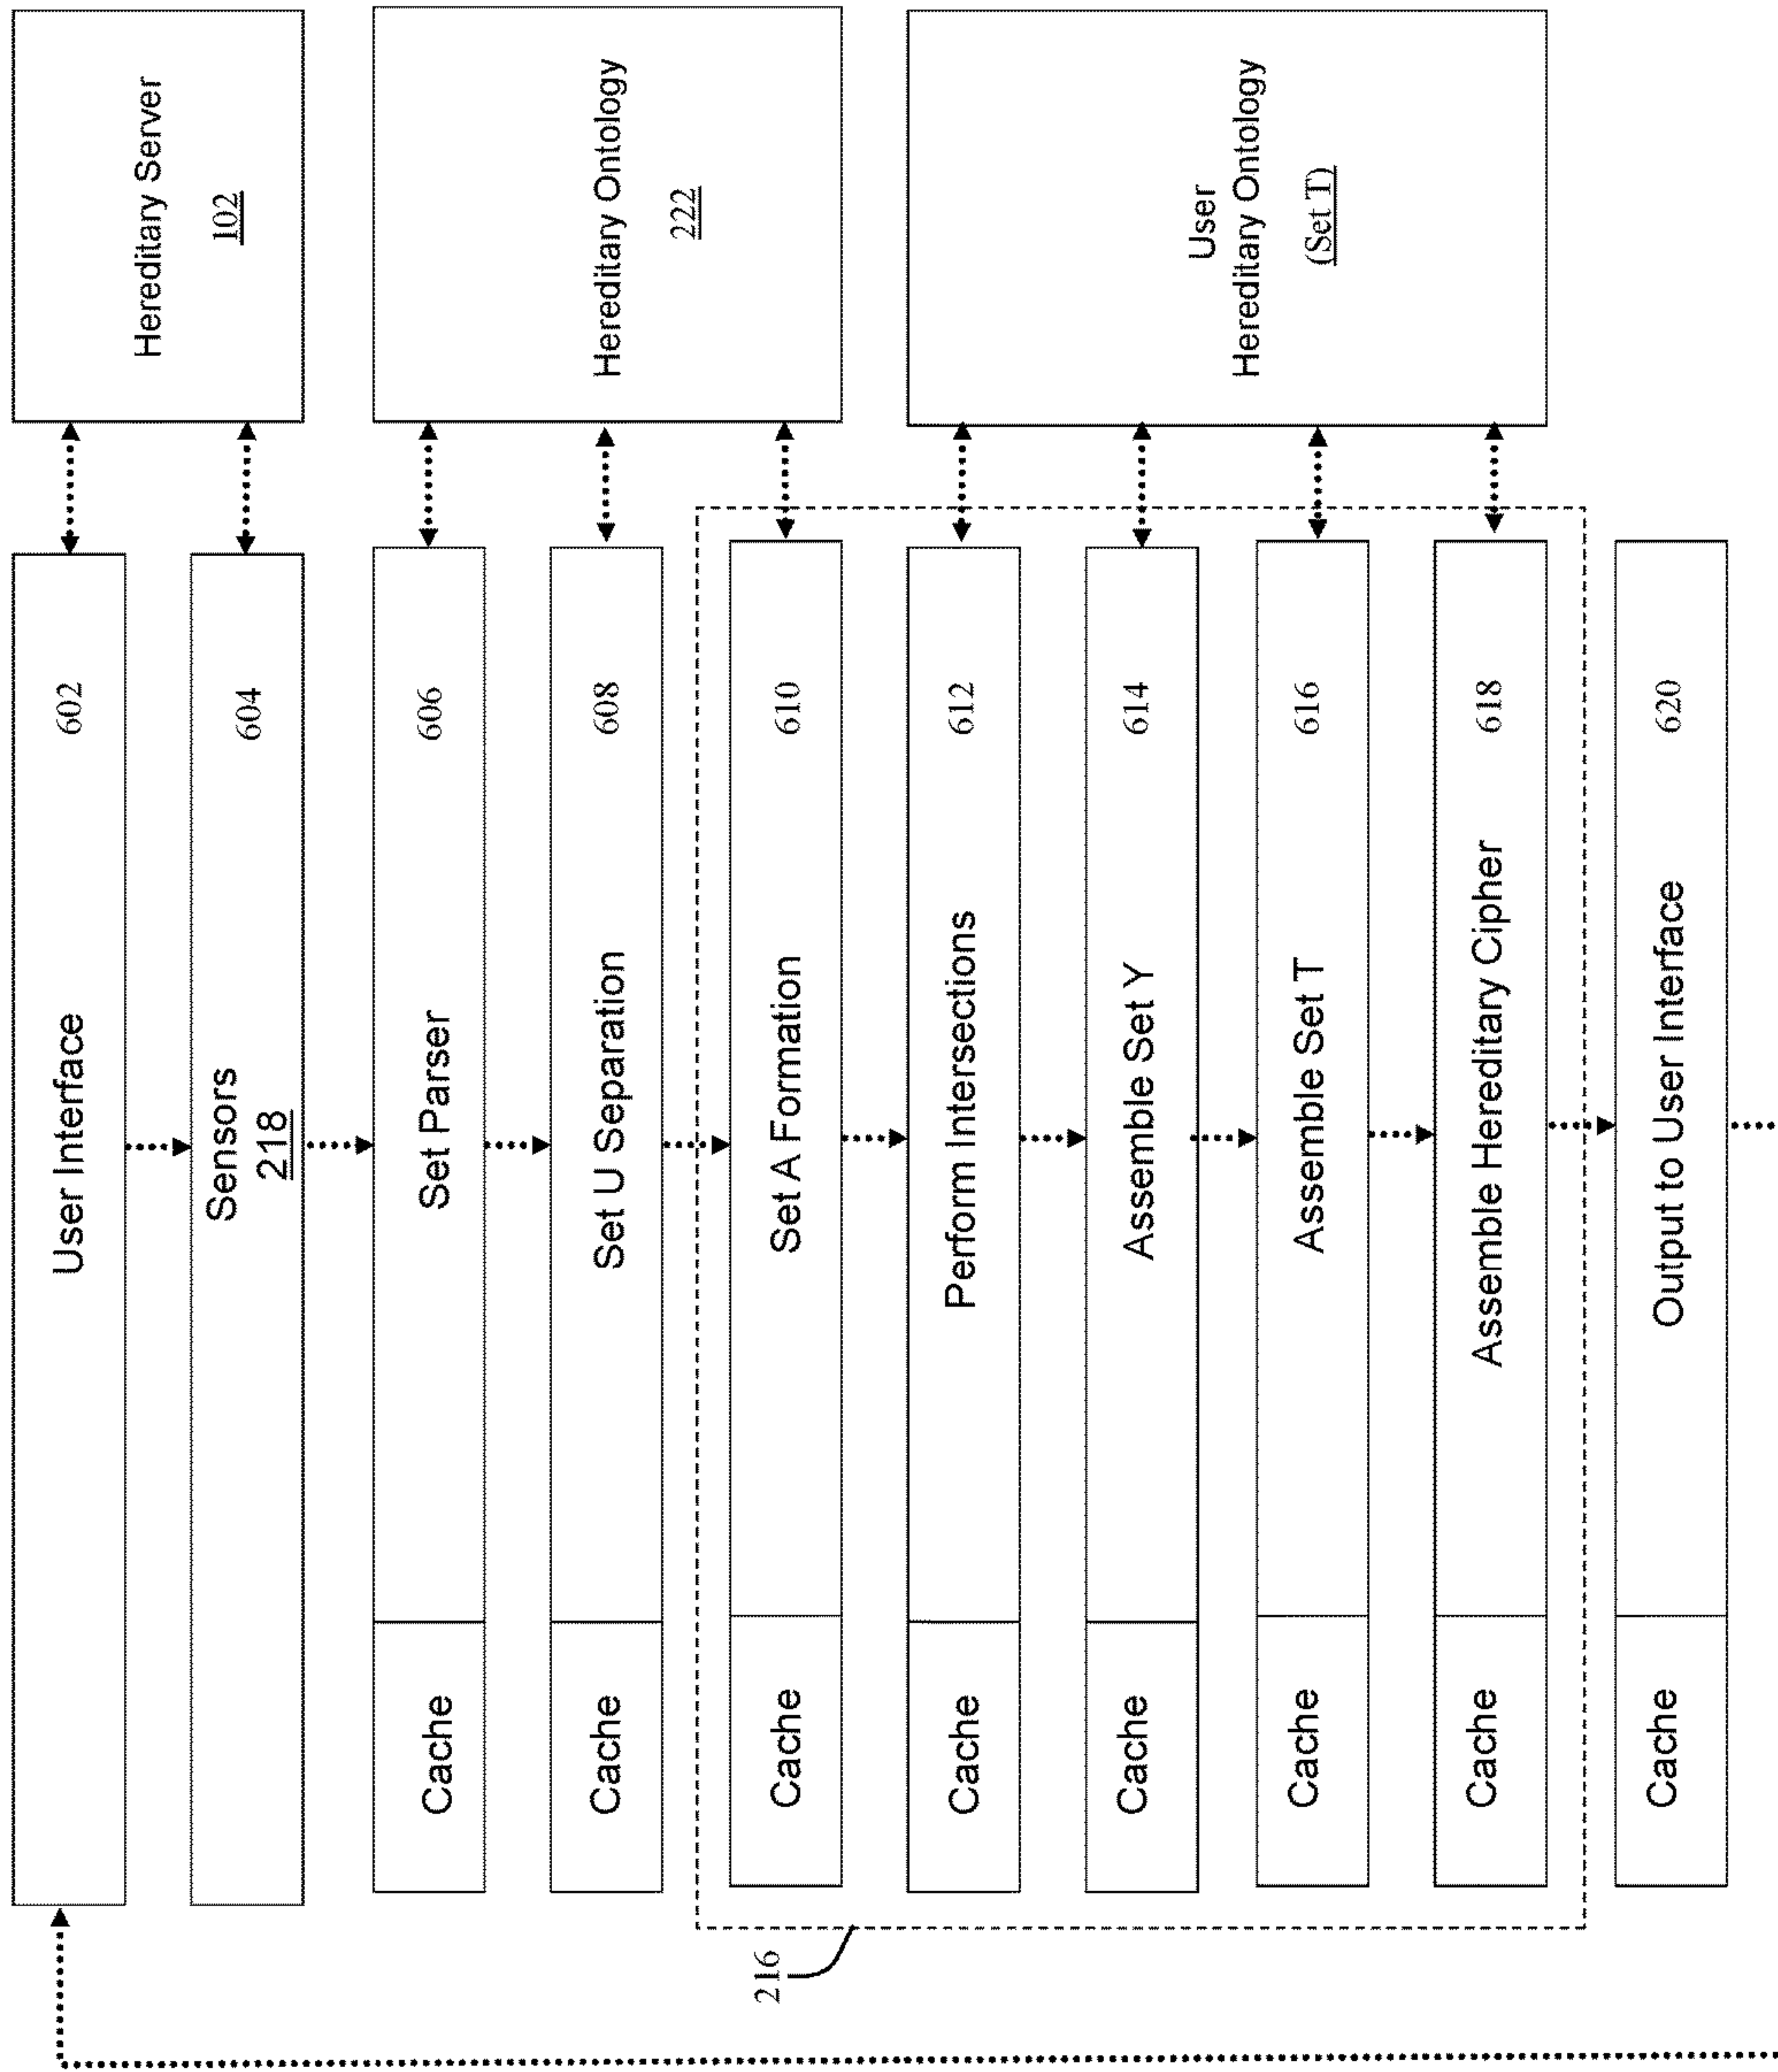 User Interface
602
Hereditary Server
102
Sensors
218
604
Cache
Set Parser
606
Hereditary Ontology
222
Cache
Set U Separation
608
Cache
Set A Fornation
610
Cache
Perform Intersections
612
User
Hereditary Ontology
(Set T)
Cache
Assemble Set Y
614
Cache
Assemble Set T
616
Cache
Assemble Hereditary Cipher
618
Cache
Output to User Interface
620
216